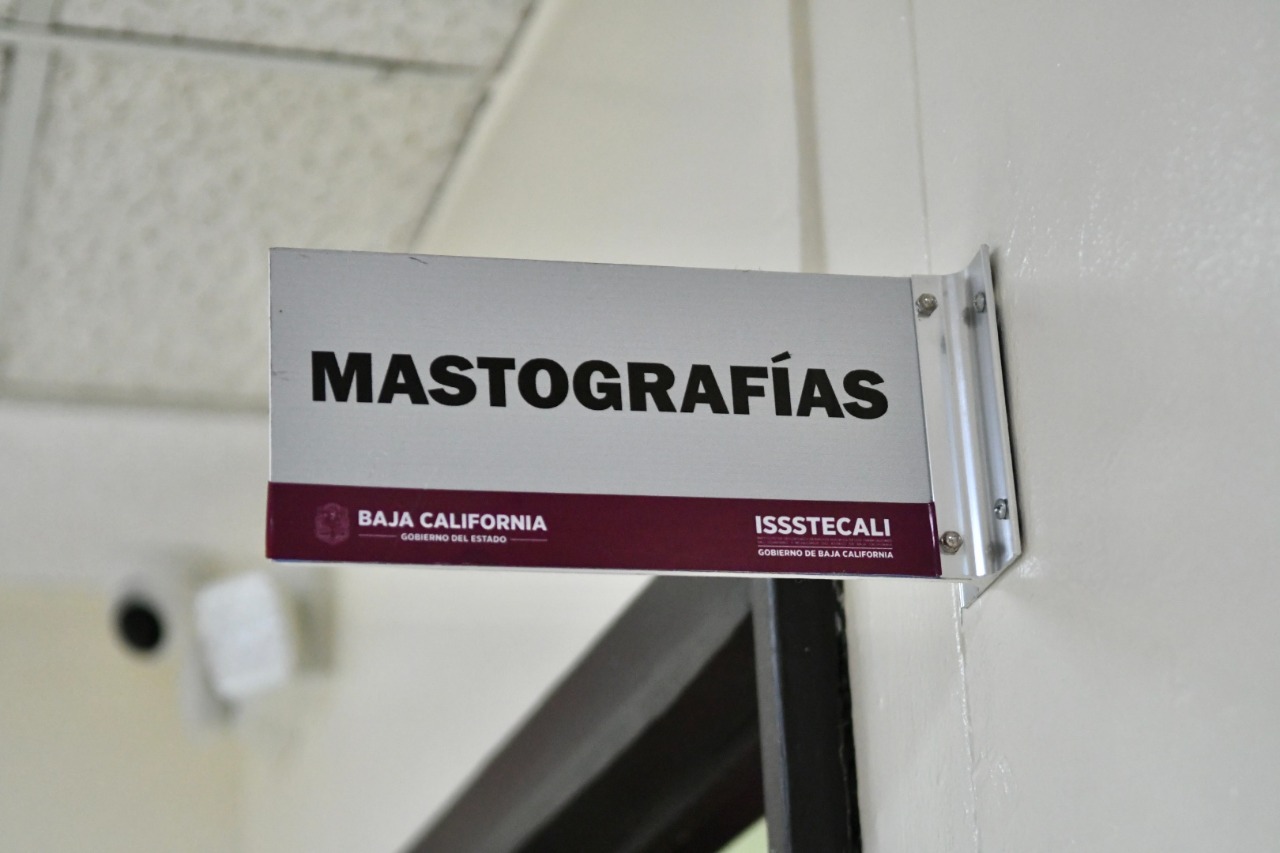 MASTOGRAFÍAS
BAJA CALIFORNIA
GOBIERNO DEL ESTADO
ISSSTECALI
GOBIERNO DE BAJA CALIFORNIA